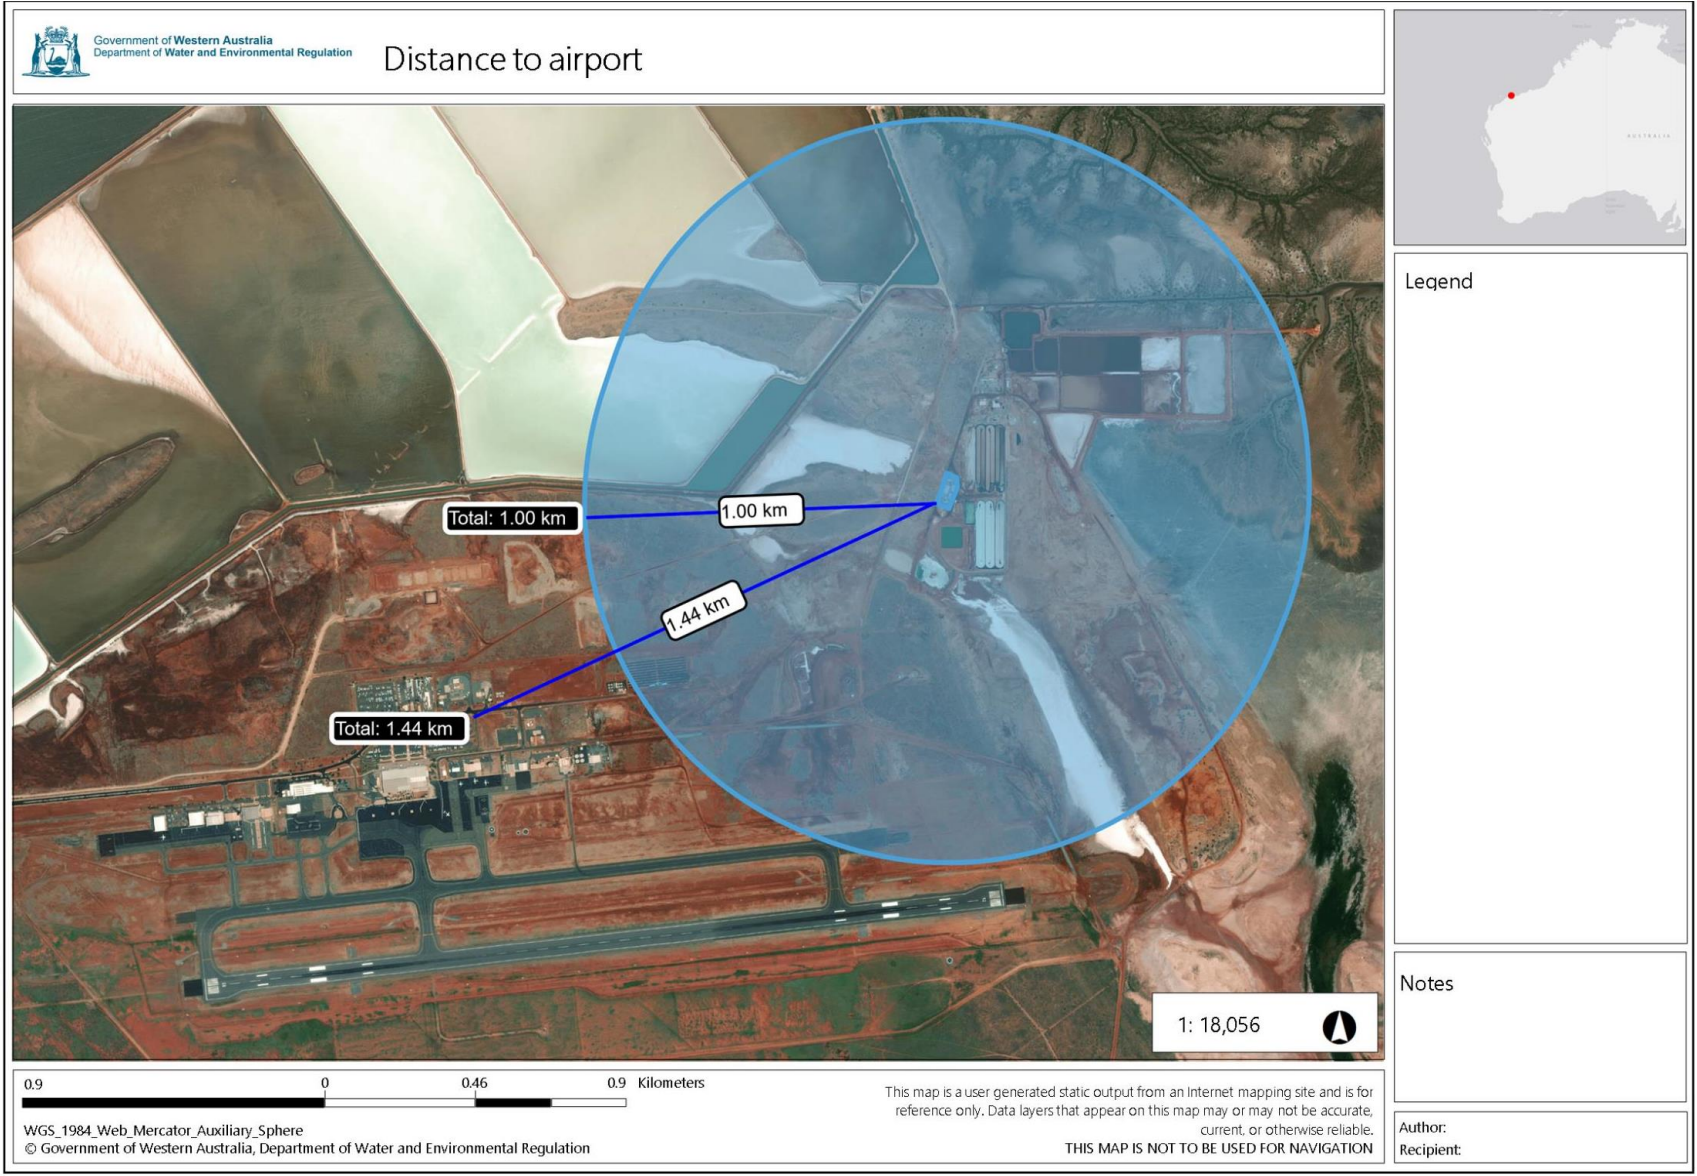 Government of Western Australia
Department of Water and Environmental Regulation
Distance to airport
AUSTRALIA
Legend
Total: 1.00 km
1.00 km
1.44 km
Total: 1.44 km
1: 18,056
Notes
0.9 0 0.46 0.9 Kilometers
WGS_1984_Web_Mercator_Auxiliary_Sphere
© Government of Western Australia, Department of Water and Environmental Regulation
This map is a user generated static output from an Internet mapping site and is for
reference only. Data layers that appear on this map may or may not be accurate,
current, or otherwise reliable.
THIS MAP IS NOT TO BE USED FOR NAVIGATION
Author:
Recipient: